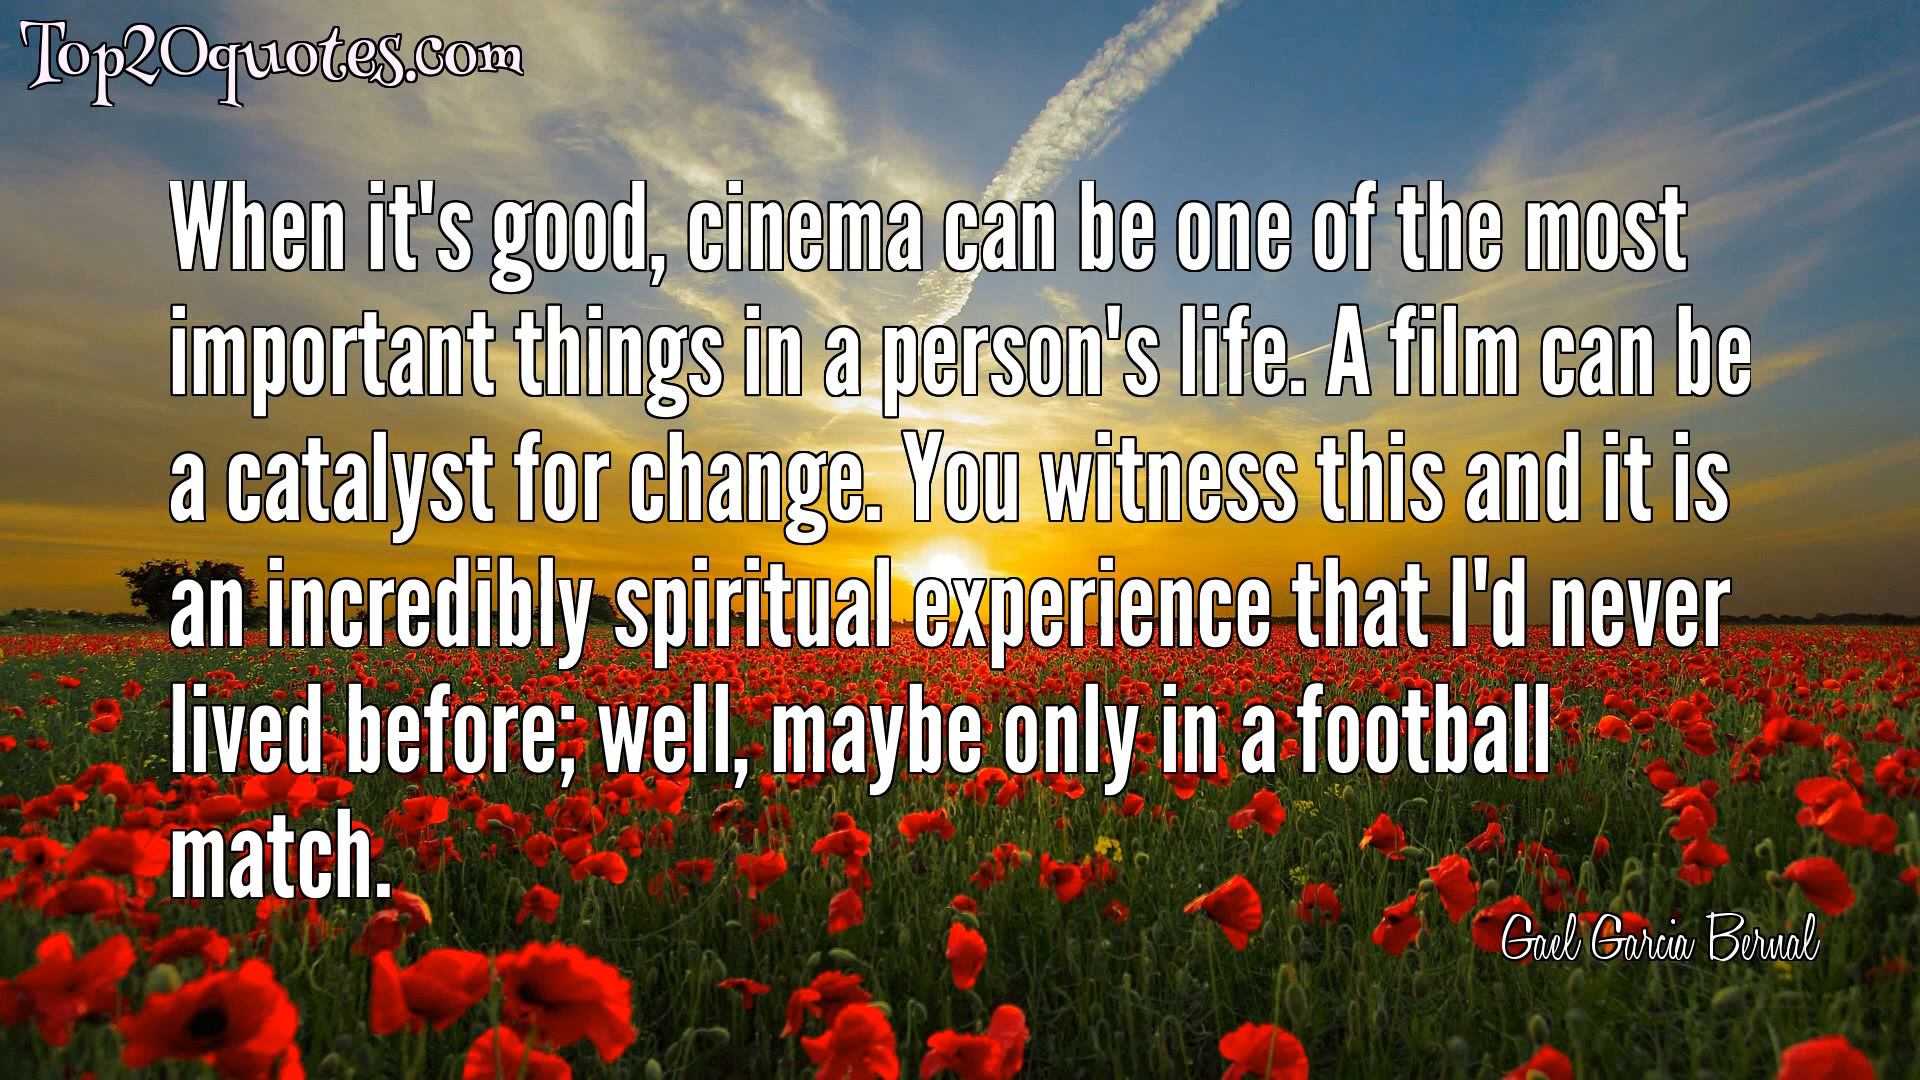 Top20quotes.com
When it's good, cinema can be one of the most
important things in a person's life. A film can be
a catalyst for change. You witness this and it is
an incredibly spiritual experience that I'd never
lived before; well, maybe only in a football
match.
Gael Garcia Bernal